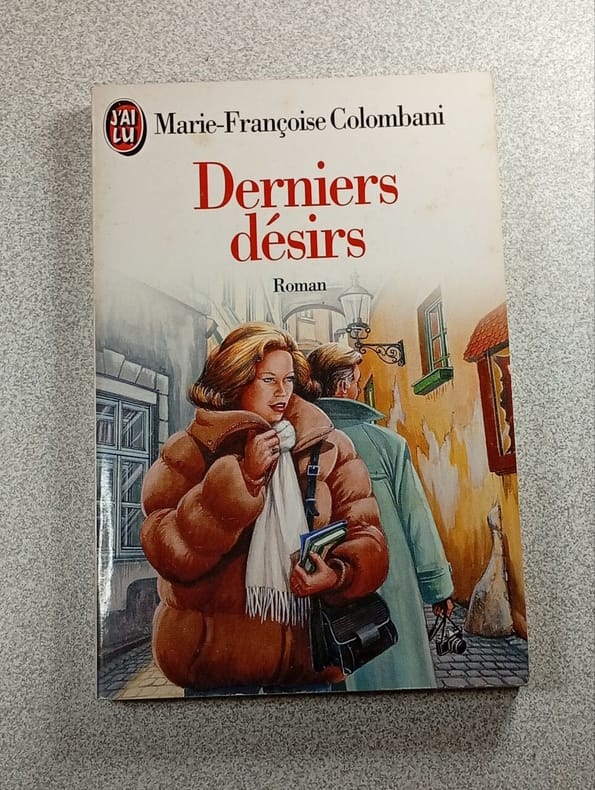 J'AI
LU
Marie-Françoise Colombani
Derniers
désirs
Roman